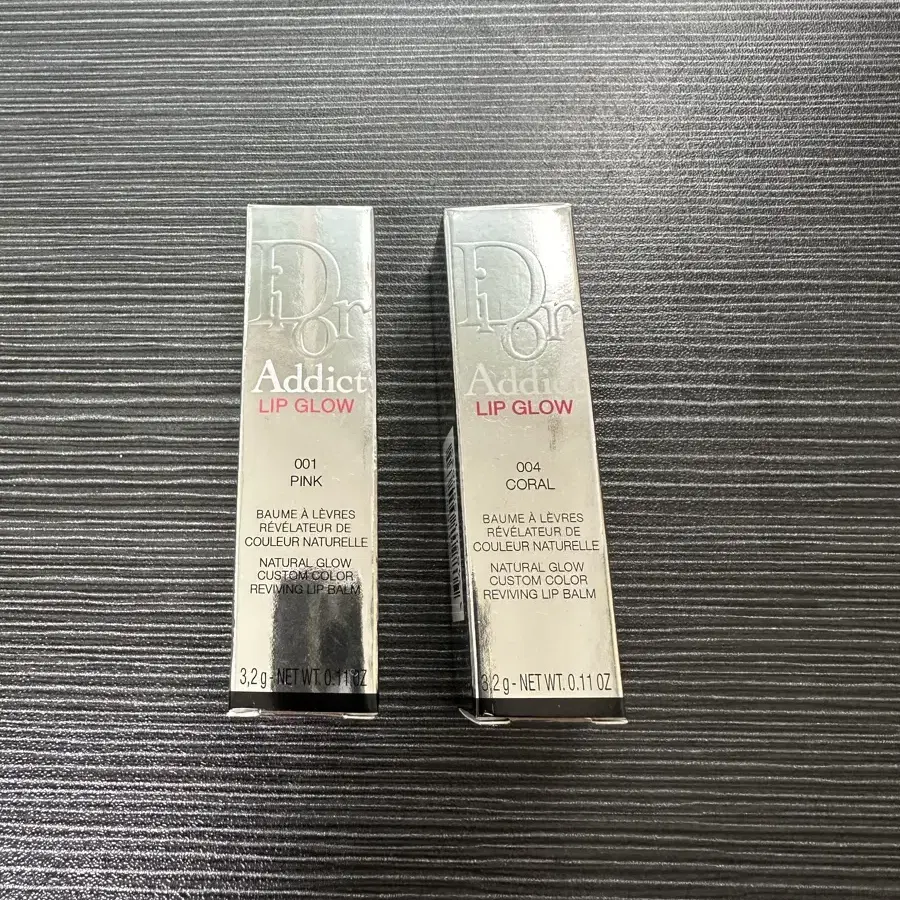 Dior
Addict
LIP GLOW
001
PINK
BAUME À LÈVRES
RÉVÉLATEUR DE
COULEUR NATURELLE
NATURAL GLOW
CUSTOM COLOR
REVIVING LIP BALM
3,2 g - NET WT. 0.11 OZ
Dior
Addict
LIP GLOW
004
CORAL
BAUME À LÈVRES
RÉVÉLATEUR DE
COULEUR NATURELLE
NATURAL GLOW
CUSTOM COLOR
REVIVING LIP BALM
3,2 g - NET WT. 0.11 OZ